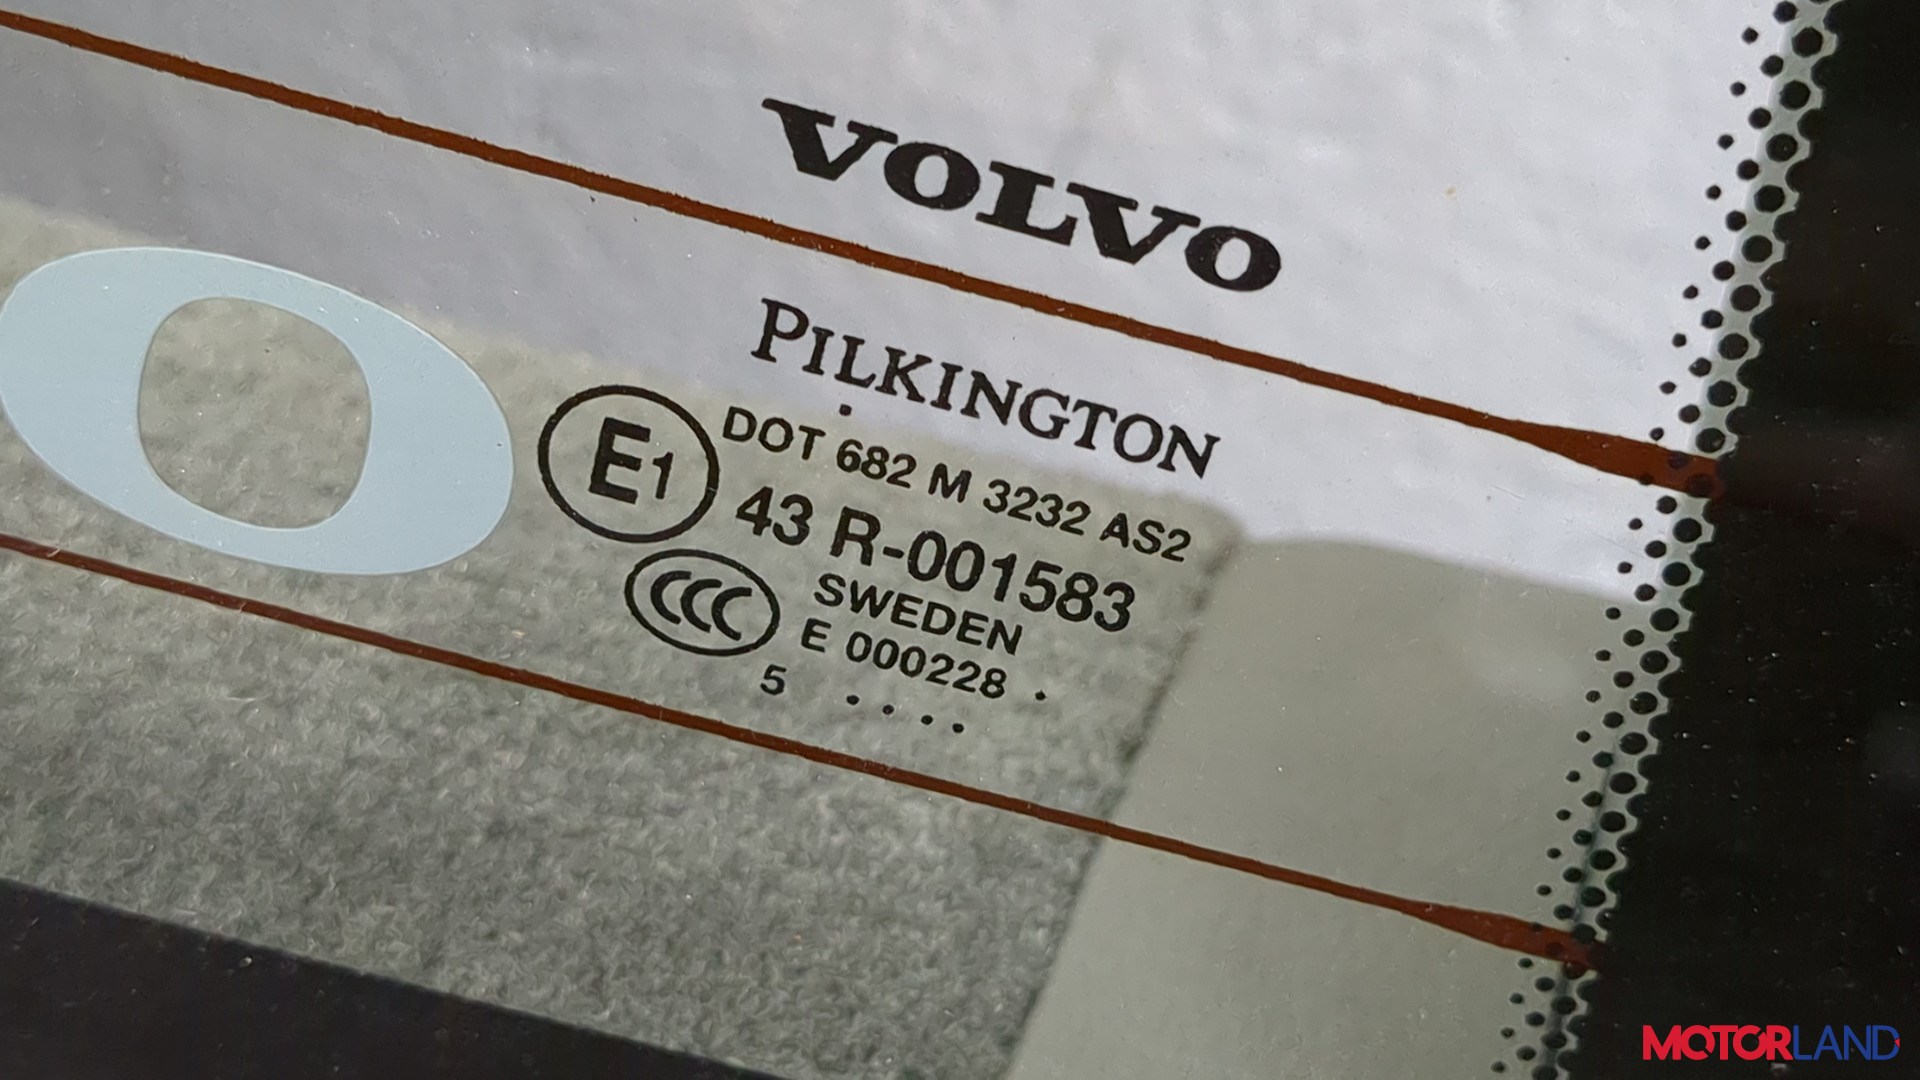 VOLVO
PILKINGTON
E1
DOT 682 M 3232 AS2
43 R-001583
CCC
SWEDEN
E 000228 .
5 . . . .
O
MOTORLAND